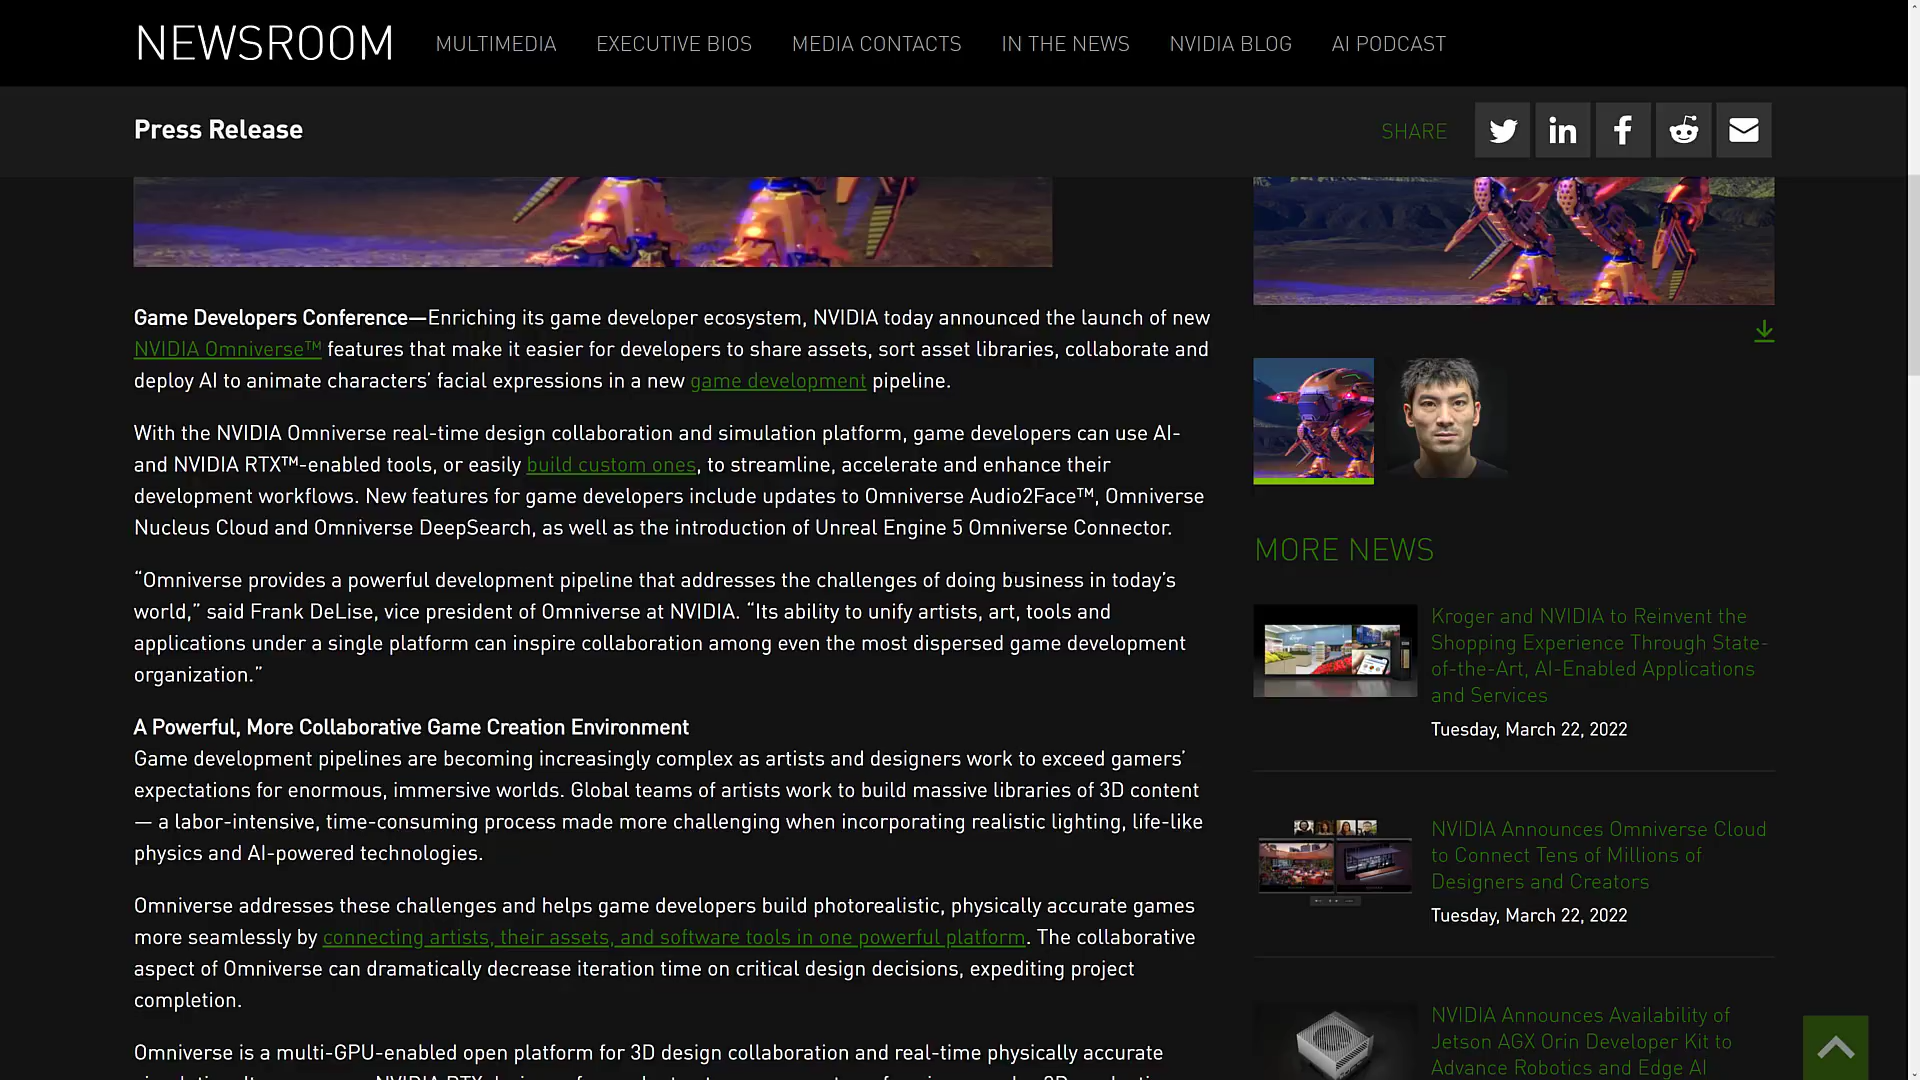 NEWSROOM MULTIMEDIA EXECUTIVE BIOS MEDIA CONTACTS IN THE NEWS NVIDIA BLOG AI PODCAST
Press Release
SHARE
Game Developers Conference—Enriching its game developer ecosystem, NVIDIA today announced the launch of new
NVIDIA Omniverse™ features that make it easier for developers to share assets, sort asset libraries, collaborate and
deploy AI to animate characters’ facial expressions in a new game development pipeline.
With the NVIDIA Omniverse real-time design collaboration and simulation platform, game developers can use AI-
and NVIDIA RTX™-enabled tools, or easily build custom ones, to streamline, accelerate and enhance their
development workflows. New features for game developers include updates to Omniverse Audio2Face™, Omniverse
Nucleus Cloud and Omniverse DeepSearch, as well as the introduction of Unreal Engine 5 Omniverse Connector.
“Omniverse provides a powerful development pipeline that addresses the challenges of doing business in today’s
world,” said Frank DeLise, vice president of Omniverse at NVIDIA. “Its ability to unify artists, art, tools and
applications under a single platform can inspire collaboration among even the most dispersed game development
organization.”
A Powerful, More Collaborative Game Creation Environment
Game development pipelines are becoming increasingly complex as artists and designers work to exceed gamers’
expectations for enormous, immersive worlds. Global teams of artists work to build massive libraries of 3D content
— a labor-intensive, time-consuming process made more challenging when incorporating realistic lighting, life-like
physics and AI-powered technologies.
Omniverse addresses these challenges and helps game developers build photorealistic, physically accurate games
more seamlessly by connecting artists, their assets, and software tools in one powerful platform. The collaborative
aspect of Omniverse can dramatically decrease iteration time on critical design decisions, expediting project
completion.
Omniverse is a multi-GPU-enabled open platform for 3D design collaboration and real-time physically accurate
MORE NEWS
Kroger and NVIDIA to Reinvent the
Shopping Experience Through State-
of-the-Art, AI-Enabled Applications
and Services
Tuesday, March 22, 2022
NVIDIA Announces Omniverse Cloud
to Connect Tens of Millions of
Designers and Creators
Tuesday, March 22, 2022
NVIDIA Announces Availability of
Jetson AGX Orin Developer Kit to
Advance Robotics and Edge AI